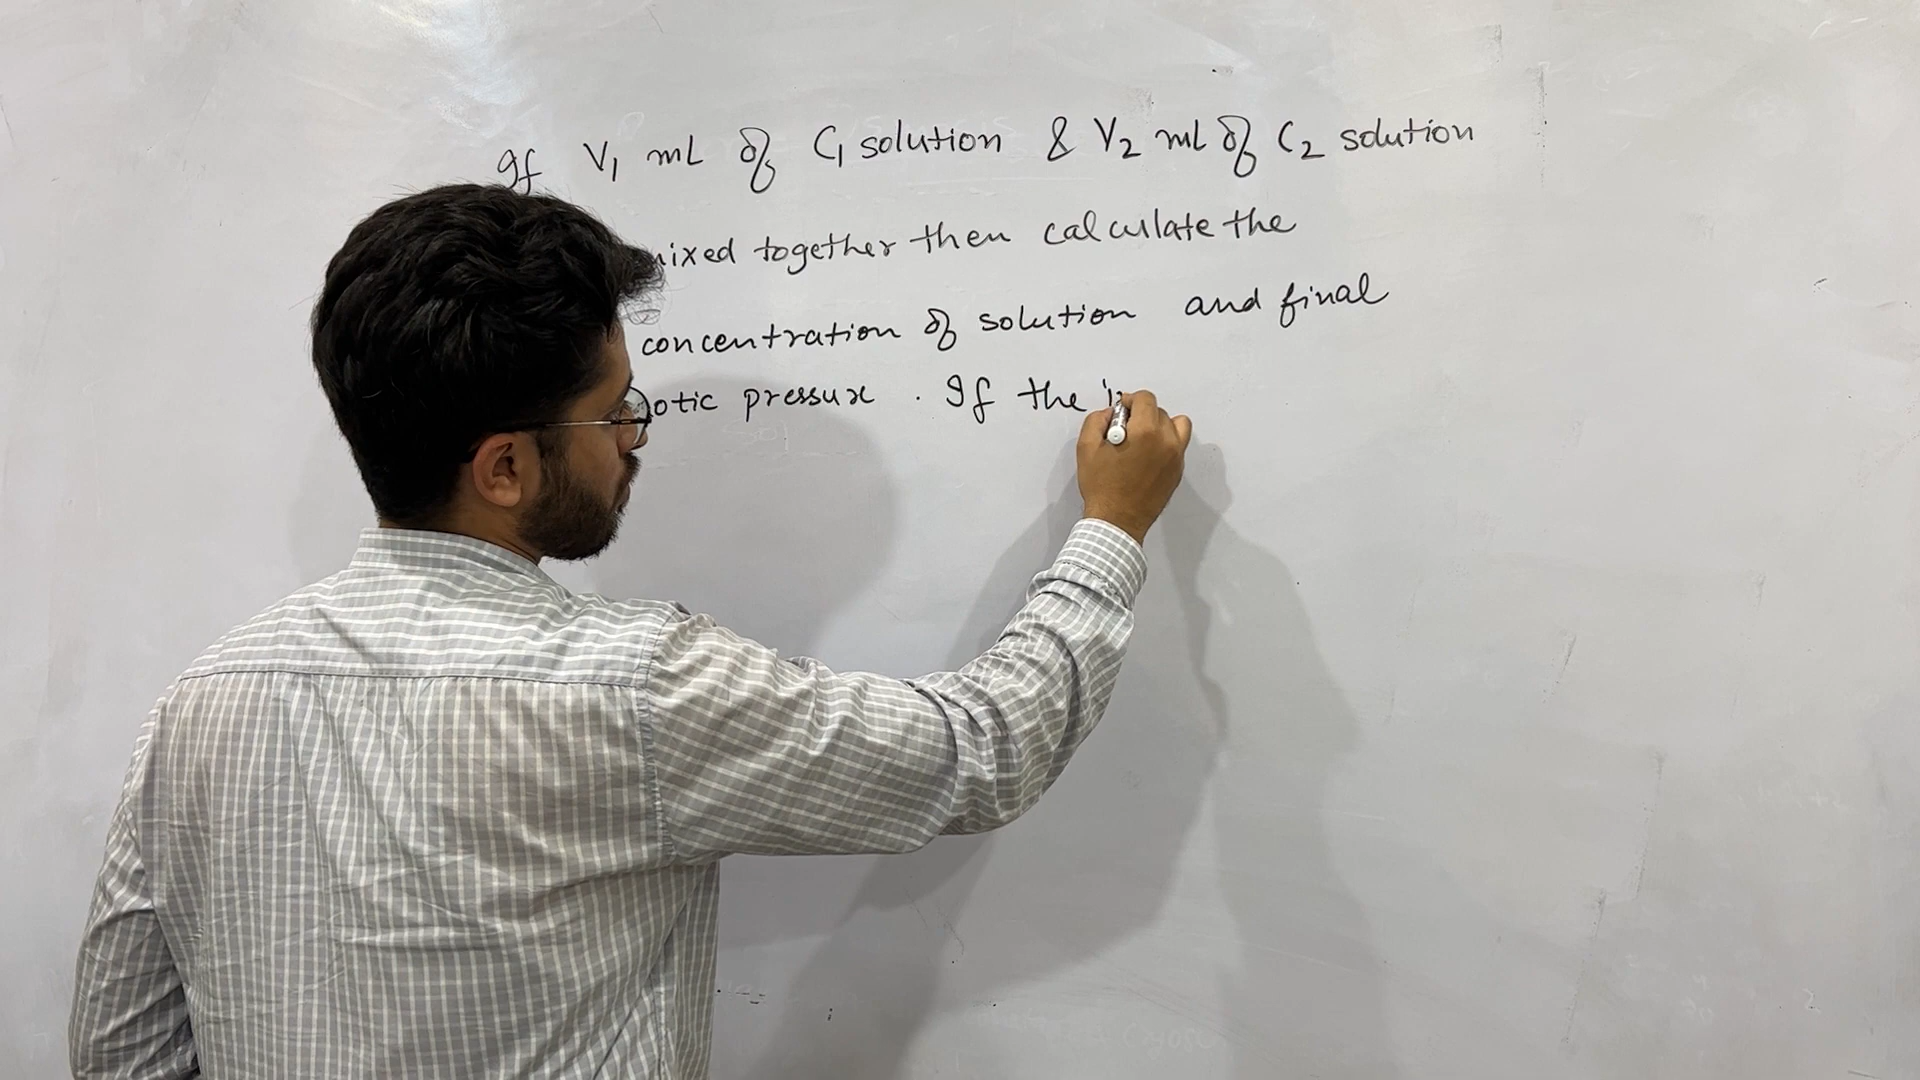 If V1 mL of C1 solution & V2 mL of C2 solution
mixed together then calculate the
concentration of solution and final
otic pressure. If the